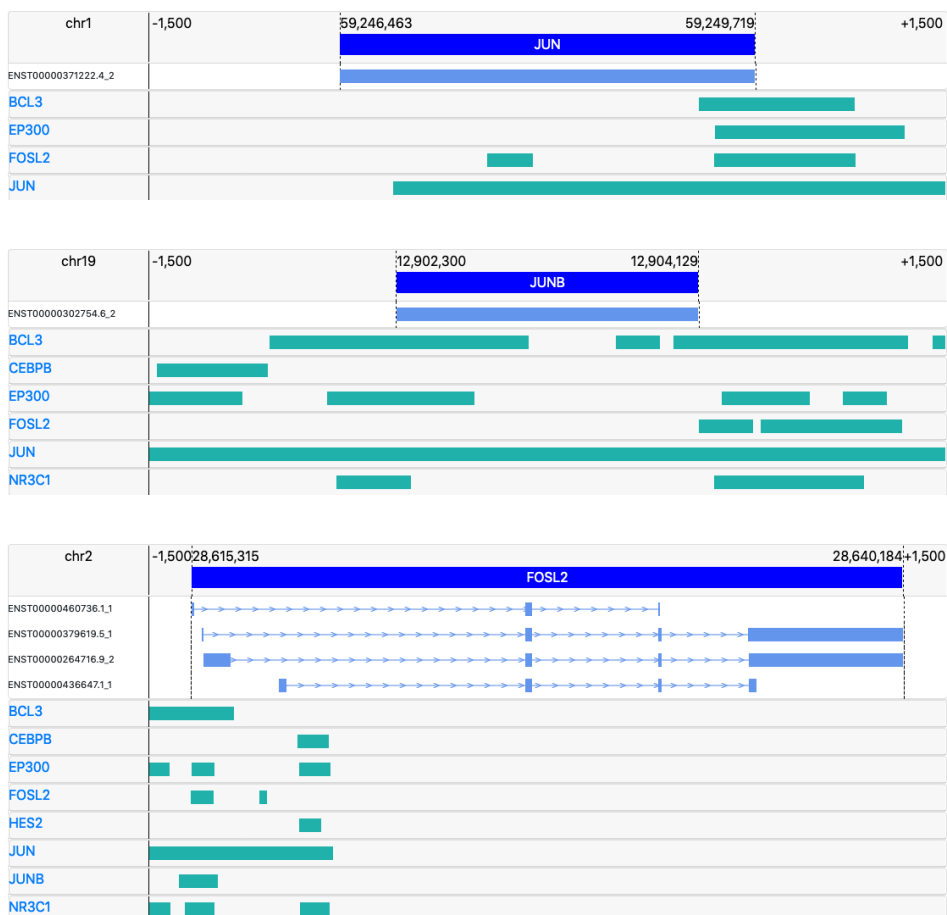 chr1 -1,500 59,246,463 59,249,719 +1,500
JUN
ENST00000371222.4_2
BCL3
EP300
FOSL2
JUN
chr19 -1,500 12,902,300 12,904,129 +1,500
JUNB
ENST00000302754.6_2
BCL3
CEBPB
EP300
FOSL2
JUN
NR3C1
chr2 -1,500 28,615,315 28,640,184 +1,500
FOSL2
ENST00000460736.1_1
ENST00000379619.5_1
ENST00000264716.9_2
ENST00000436647.1_1
BCL3
CEBPB
EP300
FOSL2
HES2
JUN
JUNB
NR3C1